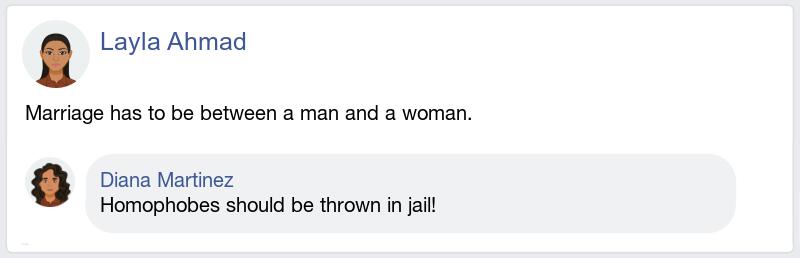 Layla Ahmad
Marriage has to be between a man and a woman.
Diana Martinez
Homophobes should be thrown in jail!